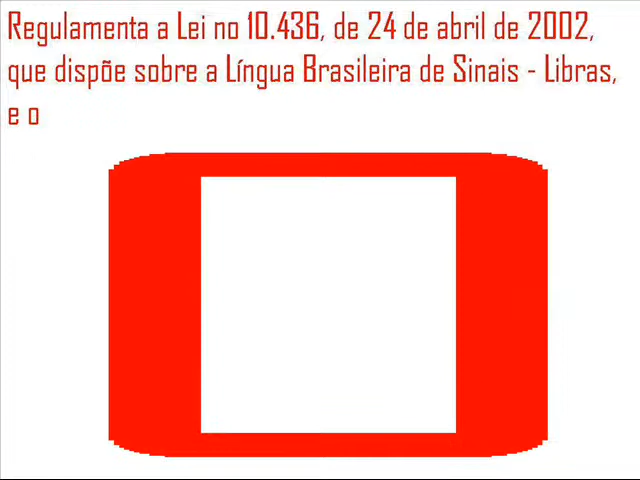 Regulamenta a Lei no 10.436, de 24 de abril de 2002,
que dispõe sobre a Língua Brasileira de Sinais - Libras,
e o